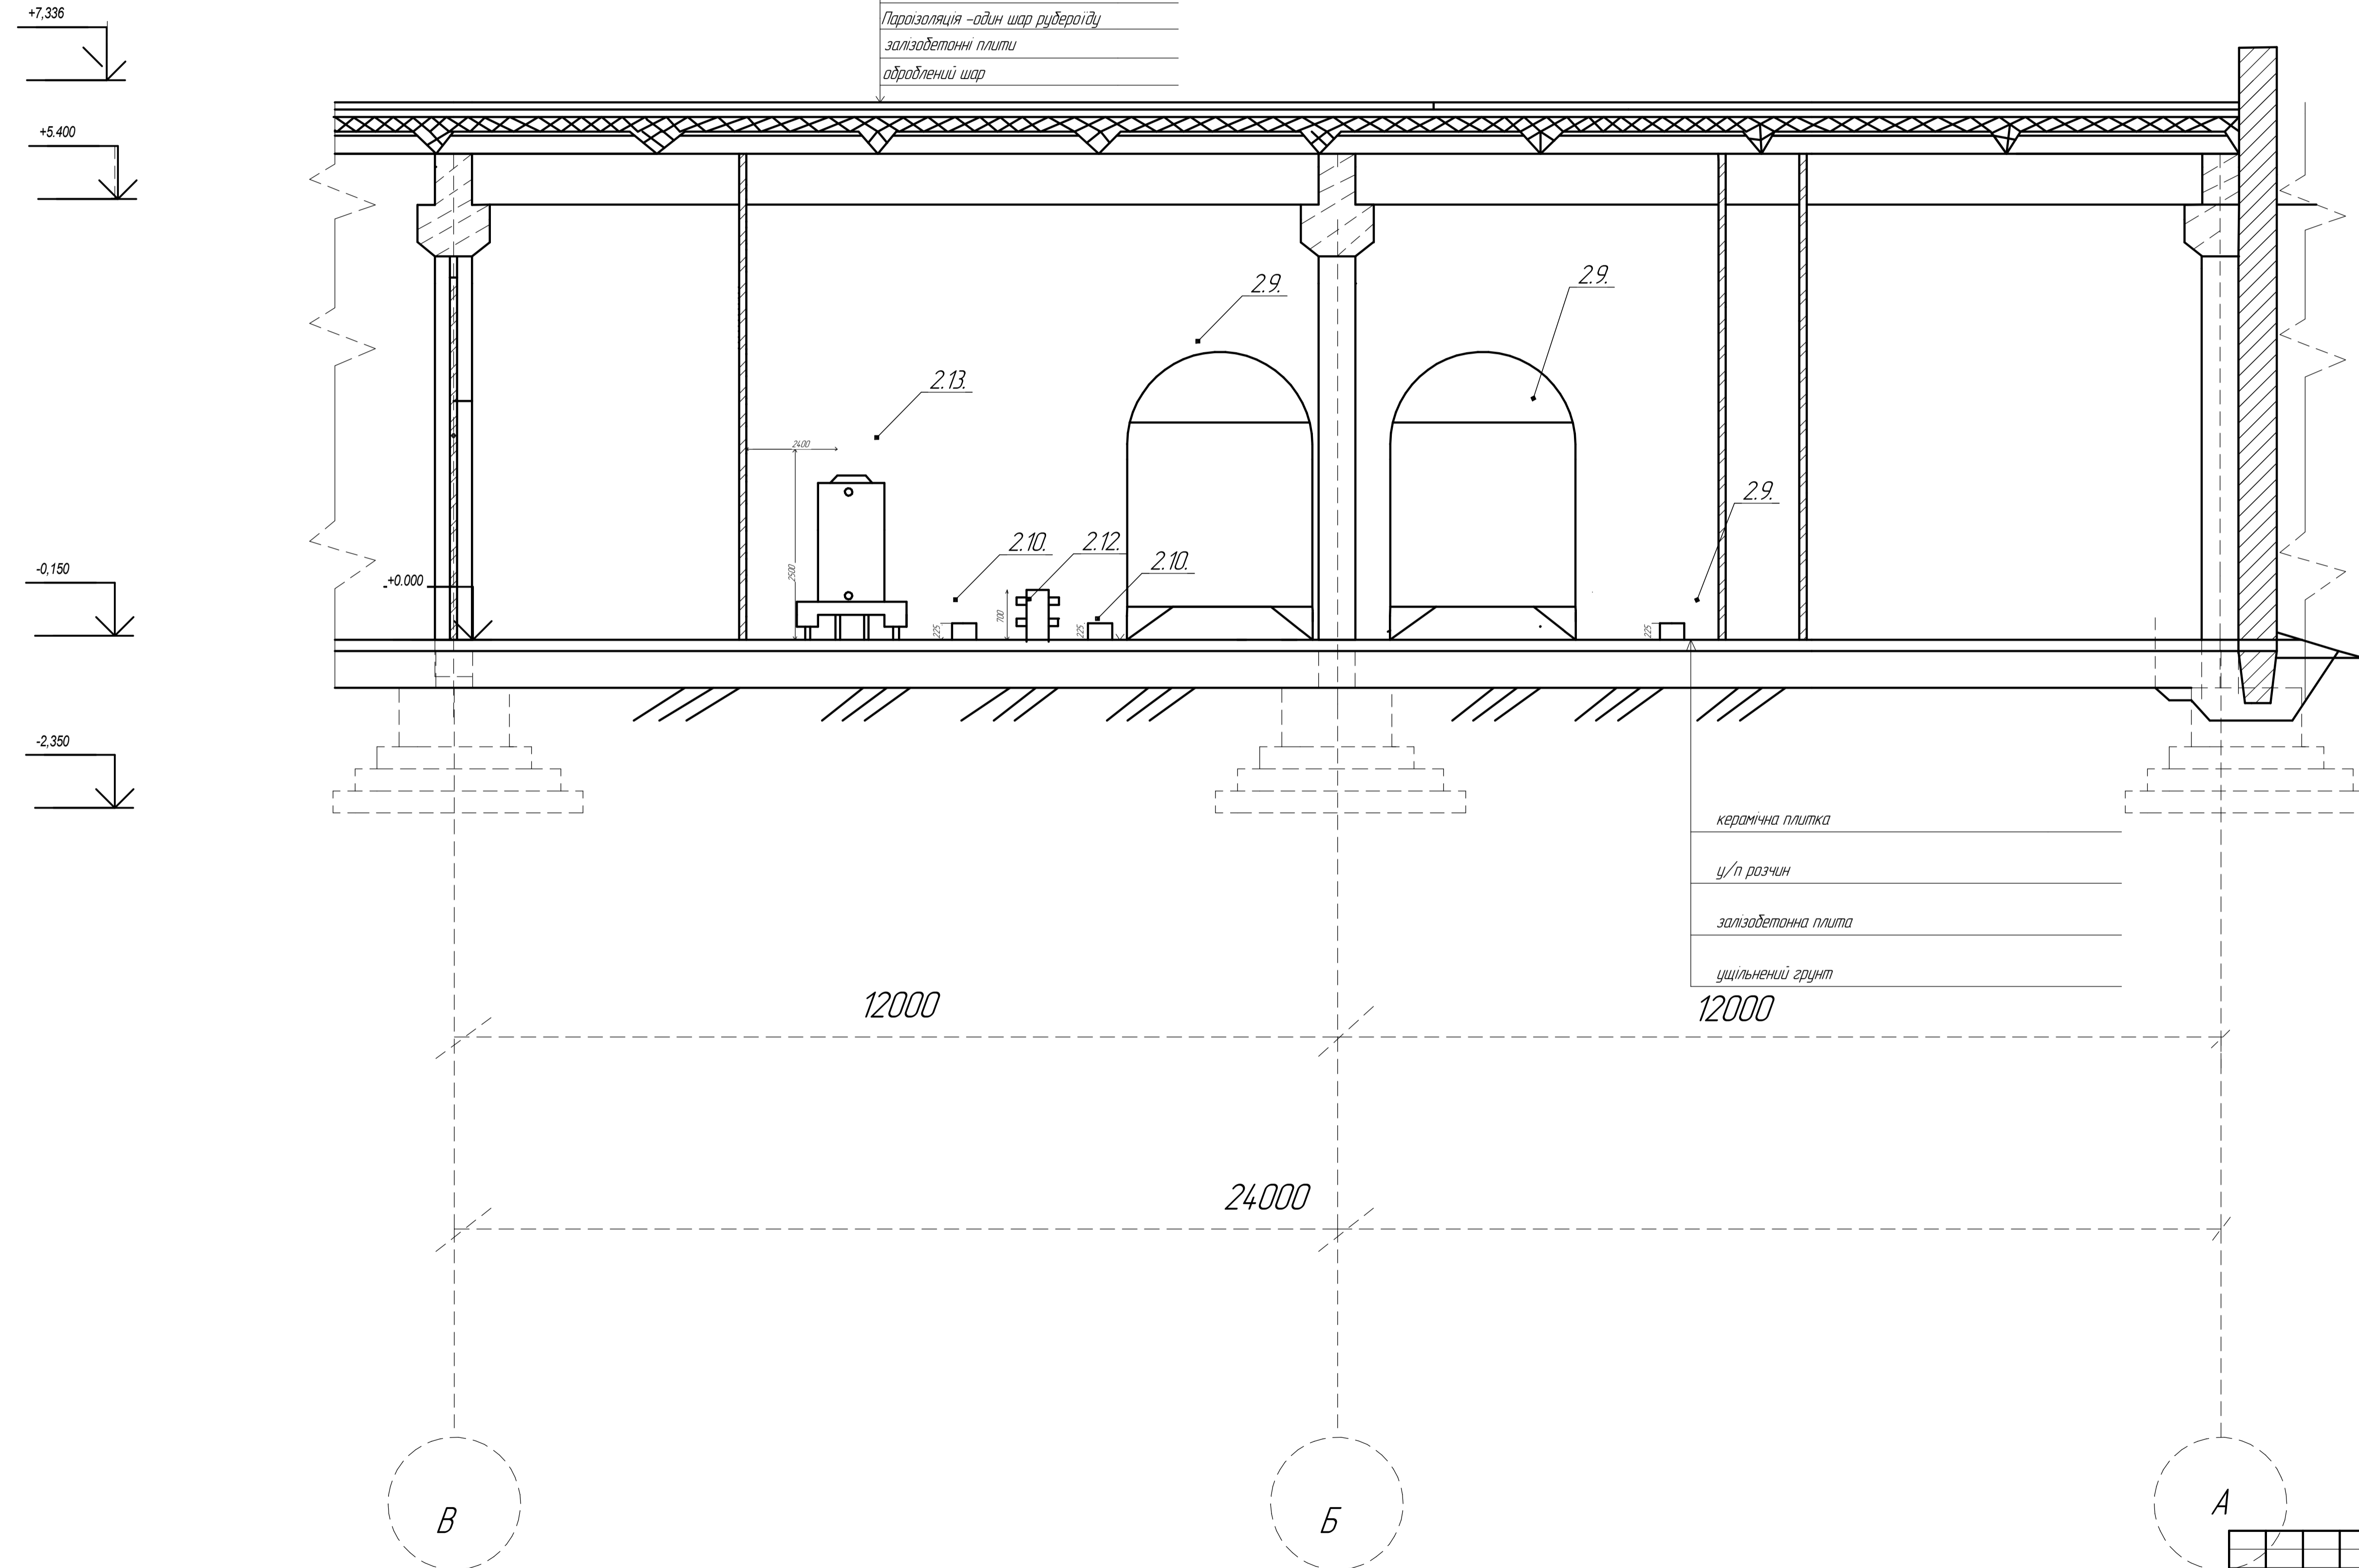 +7,336
Пароізоляція -один шар рубероїду
залізобетонні плити
оброблений шар
+5.400
2.9.
2.9.
2.13.
2400
2.9.
2.10.
2.12.
2.10.
-0,150
+0.000
2500
700
225
225
225
-2,350
керамічна плитка
у/п розчин
залізобетонна плита
ущільнений грунт
12000
12000
24000
В
Б
А